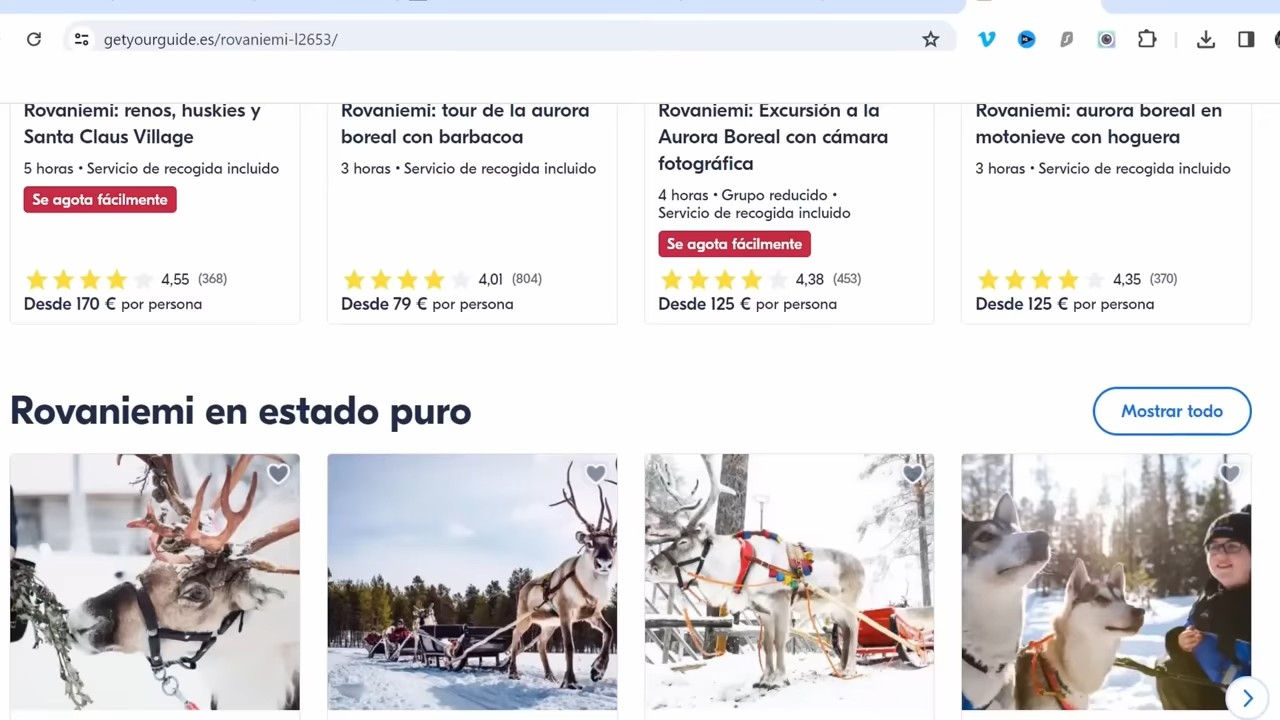 getyourguide.es/rovaniemi-l2653/
Rovaniemi: renos, huskies y
Santa Claus Village
5 horas • Servicio de recogida incluido
Se agota fácilmente
4,55 (368)
Desde 170 € por persona
Rovaniemi: tour de la aurora
boreal con barbacoa
3 horas • Servicio de recogida incluido
4,01 (804)
Desde 79 € por persona
Rovaniemi: Excursión a la
Aurora Boreal con cámara
fotográfica
4 horas • Grupo reducido •
Servicio de recogida incluido
Se agota fácilmente
4,38 (453)
Desde 125 € por persona
Rovaniemi: aurora boreal en
motonieve con hoguera
3 horas • Servicio de recogida incluido
4,35 (370)
Desde 125 € por persona
Rovaniemi en estado puro
Mostrar todo